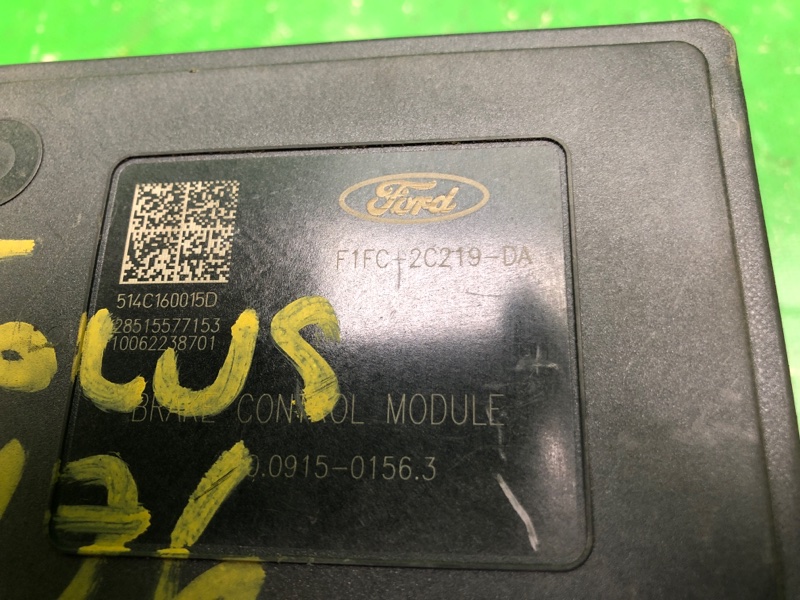 Ford
F1FC-2C219-DA
514C160015D
28515577153
10062238701
BRAKE CONTROL MODULE
0.0915-0156.3